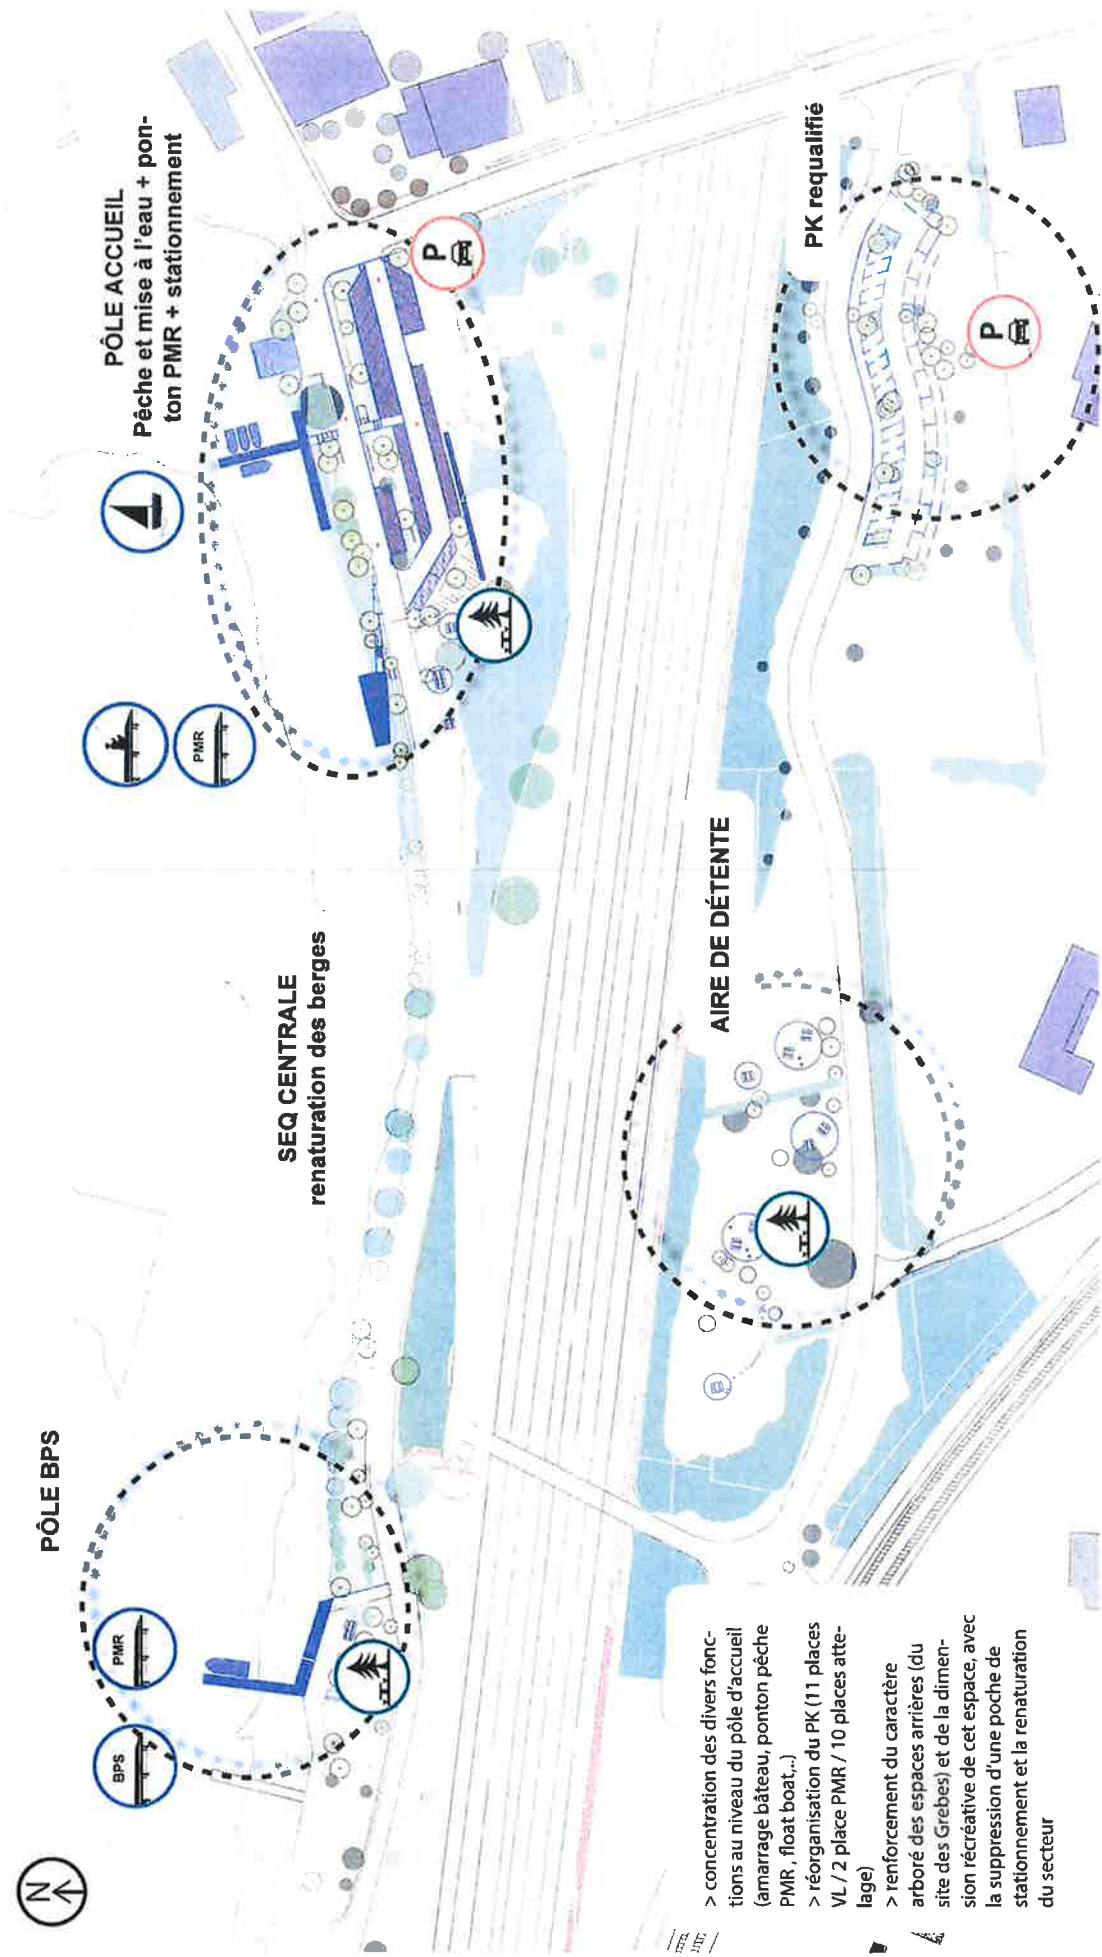 N
PÔLE BPS
BPS
PMR
SEQ CENTRALE
renaturation des berges
PMR
PÔLE ACCUEIL
Pêche et mise à l'eau + pon-
ton PMR + stationnement
P
AIRE DE DÉTENTE
PK requalifié
P
> concentration des divers fonc-
tions au niveau du pôle d'accueil
(amarrage bâteau, ponton pêche
PMR, float boat,..)
> réorganisation du PK (11 places
VL / 2 place PMR / 10 places atte-
lage)
> renforcement du caractère
arboré des espaces arrières (du
site des Grebes) et de la dimen-
sion récréative de cet espace, avec
la suppression d'une poche de
stationnement et la renaturation
du secteur